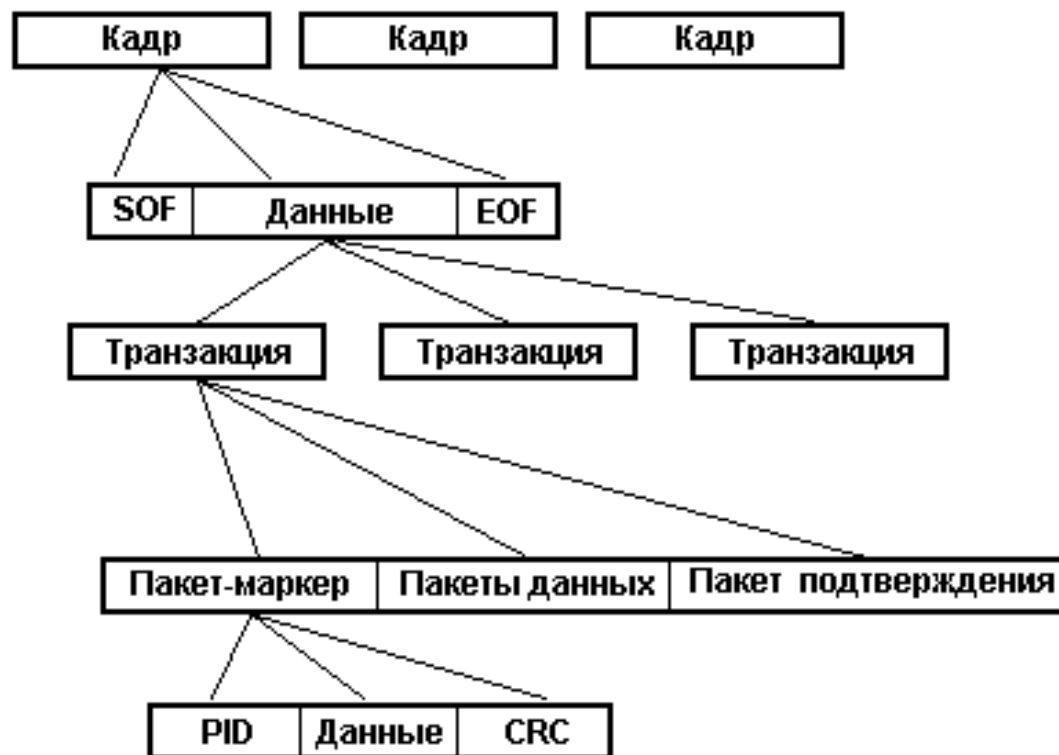 Кадр Кадр Кадр
SOF Данные EOF
Транзакция Транзакция Транзакция
Пакет-маркер Пакеты данных Пакет подтверждения
PID Данные CRC